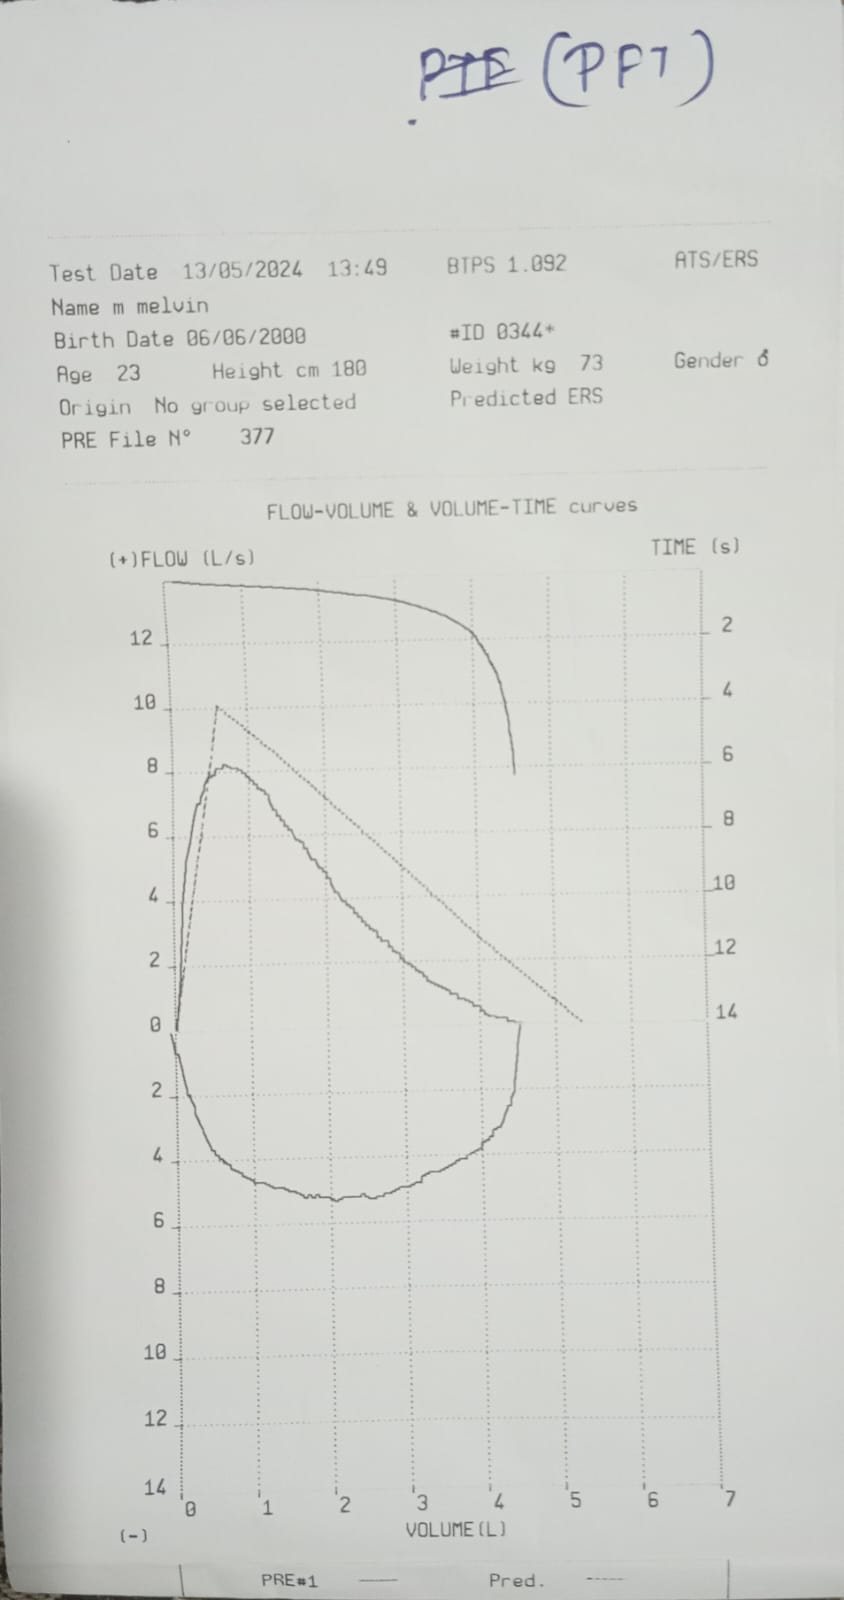 PTF (PFT)
Test Date 13/05/2024 13:49 BTPS 1.092 ATS/ERS
Name m melvin
Birth Date 06/06/2000 #ID 0344*
Age 23 Height cm 180 Weight kg 73 Gender ♂
Origin No group selected Predicted ERS
PRE File N° 377
FLOW-VOLUME & VOLUME-TIME curves
(+)FLOW (L/s) TIME (s)
12 2
10 4
8 6
6 8
4 10
2 12
0 14
2
4
6
8
10
12
14
0 1 2 3 4 5 6 7
(-) VOLUME(L)
PRE#1 Pred.